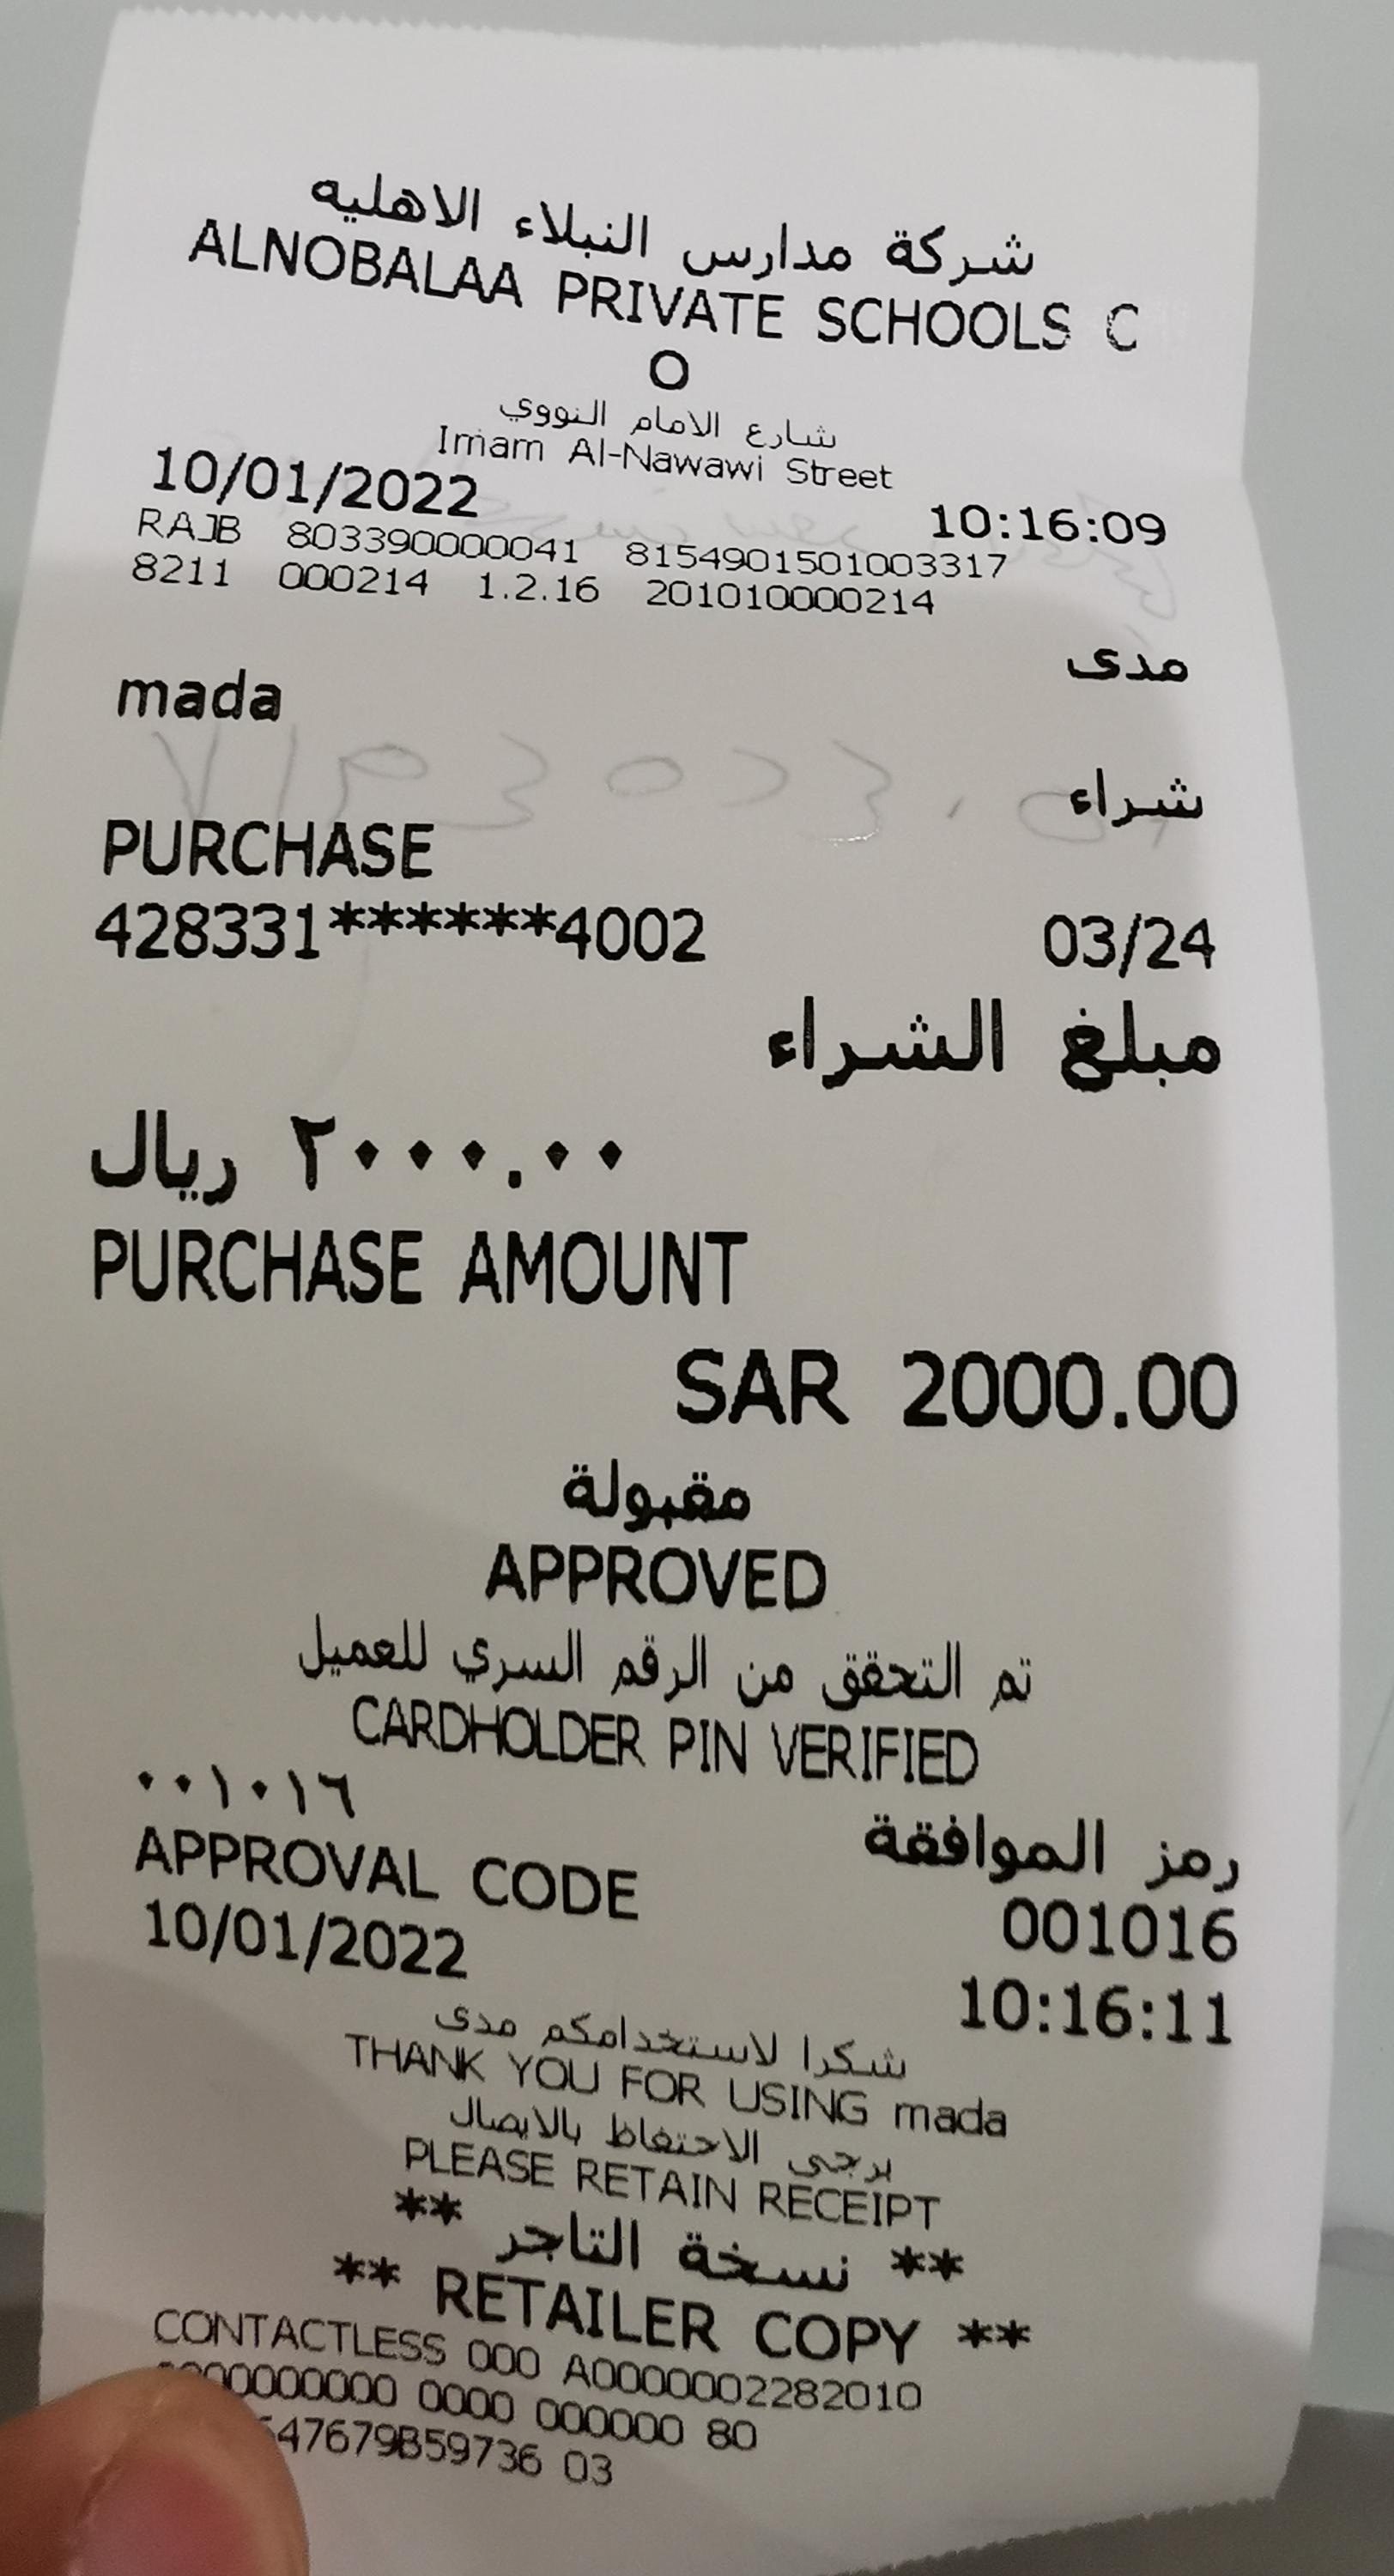 شركة مدارس النبلاء الاهليه
ALNOBALAA PRIVATE SCHOOLS C
O
شارع الامام النووي
Imam Al-Nawawi Street
10/01/2022 10:16:09
RAJB 803390000041 8154901501003317
8211 000214 1.2.16 201010000214
مدى
mada
شراء
PURCHASE
428331******4002 03/24
مبلغ الشراء
٢٠٠٠.٠٠ ريال
PURCHASE AMOUNT
SAR 2000.00
مقبولة
APPROVED
تم التحقق من الرقم السري للعميل
CARDHOLDER PIN VERIFIED
٠٠١٠١٦
رمز الموافقة
APPROVAL CODE 001016
10/01/2022 10:16:11
شكرا لاستخدامكم مدى
THANK YOU FOR USING mada
يرجى الاحتفاظ بالايصال
PLEASE RETAIN RECEIPT
** نسخة التاجر **
** RETAILER COPY **
CONTACTLESS 000 A0000002282010
0000 000000 80
03